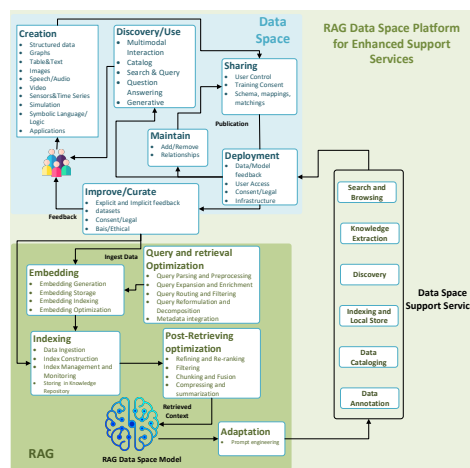 Creation
Structured data
Graphs
Table&Text
Images
Speech/Audio
Video
Sensors&Time Series
Simulation
Symbolic Language/
Logic
Applications
Discovery/Use
Multimodal
Interaction
Catalog
Search & Query
Question
Answering
Generative
Data
Space
Sharing
User Control
Training Consent
Schema, mappings,
matchings
RAG Data Space Platform
for Enhanced Support
Services
Maintain
Add/Remove
Relationships
Publication
Deployment
Data/Model
feedback
User Access
Consent/Legal
Infrastructure
Improve/Curate
Explicit and Implicit feedback
datasets
Consent/Legal
Bais/Ethical
Feedback
Ingest Data
Search and
Browsing
Knowledge
Extraction
Discovery
Indexing and
Local Store
Data
Cataloging
Data
Annotation
Data Space
Support Servic
Embedding
Embedding Generation
Embedding Storage
Embedding Indexing
Embedding Optimization
Query and retrieval
Optimization
Query Parsing and Preprocessing
Query Expansion and Enrichment
Query Routing and Filtering
Query Reformulation and
Decomposition
Metadata integration
Indexing
Data Ingestion
Index Construction
Index Management and
Monitoring
Storing in Knowledge
Repository
Post-Retrieving
optimization
Refining and Re-ranking
Filtering
Chunking and Fusion
Compressing and
summarization
Retrieved
Context
RAG
RAG Data Space Model
Adaptation
Prompt engineering